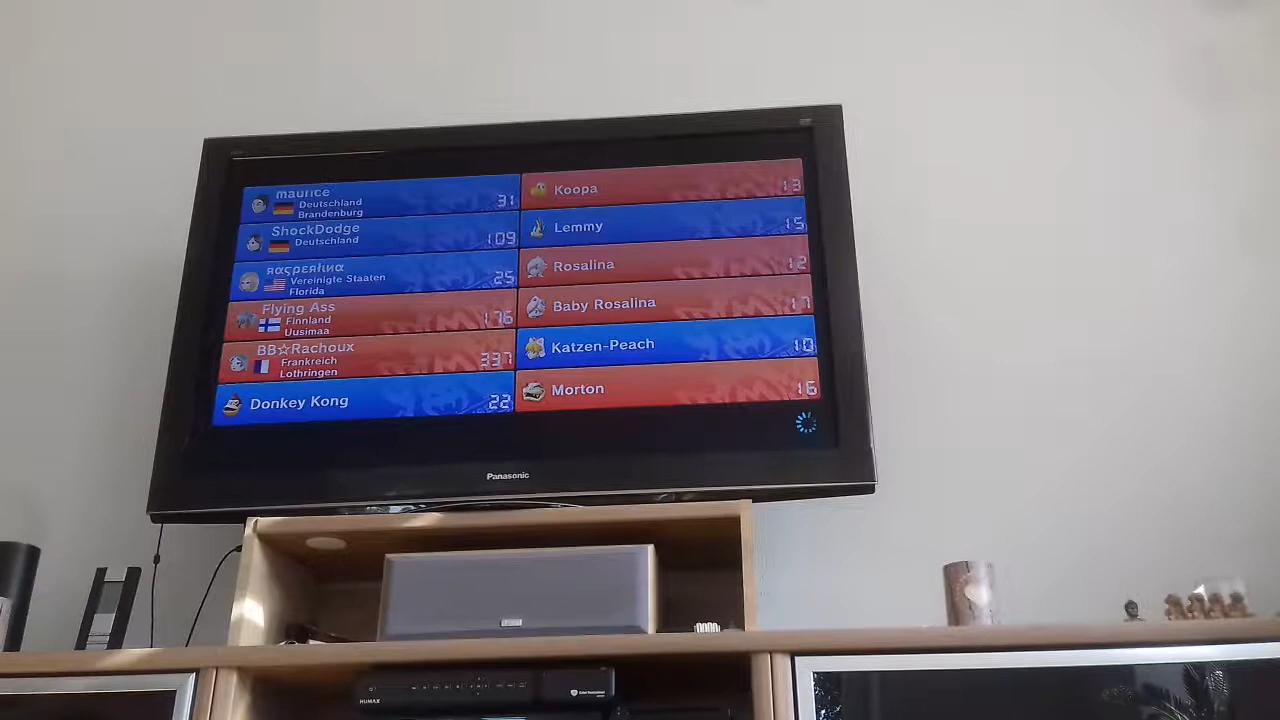 maurice
Deutschland
Brandenburg
31
ShockDodge
Deutschland
109
яαςρεяłιηα
Vereinigte Staaten
Florida
25
Flying Ass
Finnland
Uusimaa
176
BB☆Rachoux
Frankreich
Lothringen
337
Donkey Kong
22
Koopa
13
Lemmy
15
Rosalina
12
Baby Rosalina
17
Katzen-Peach
10
Morton
16
Panasonic
HUMAX